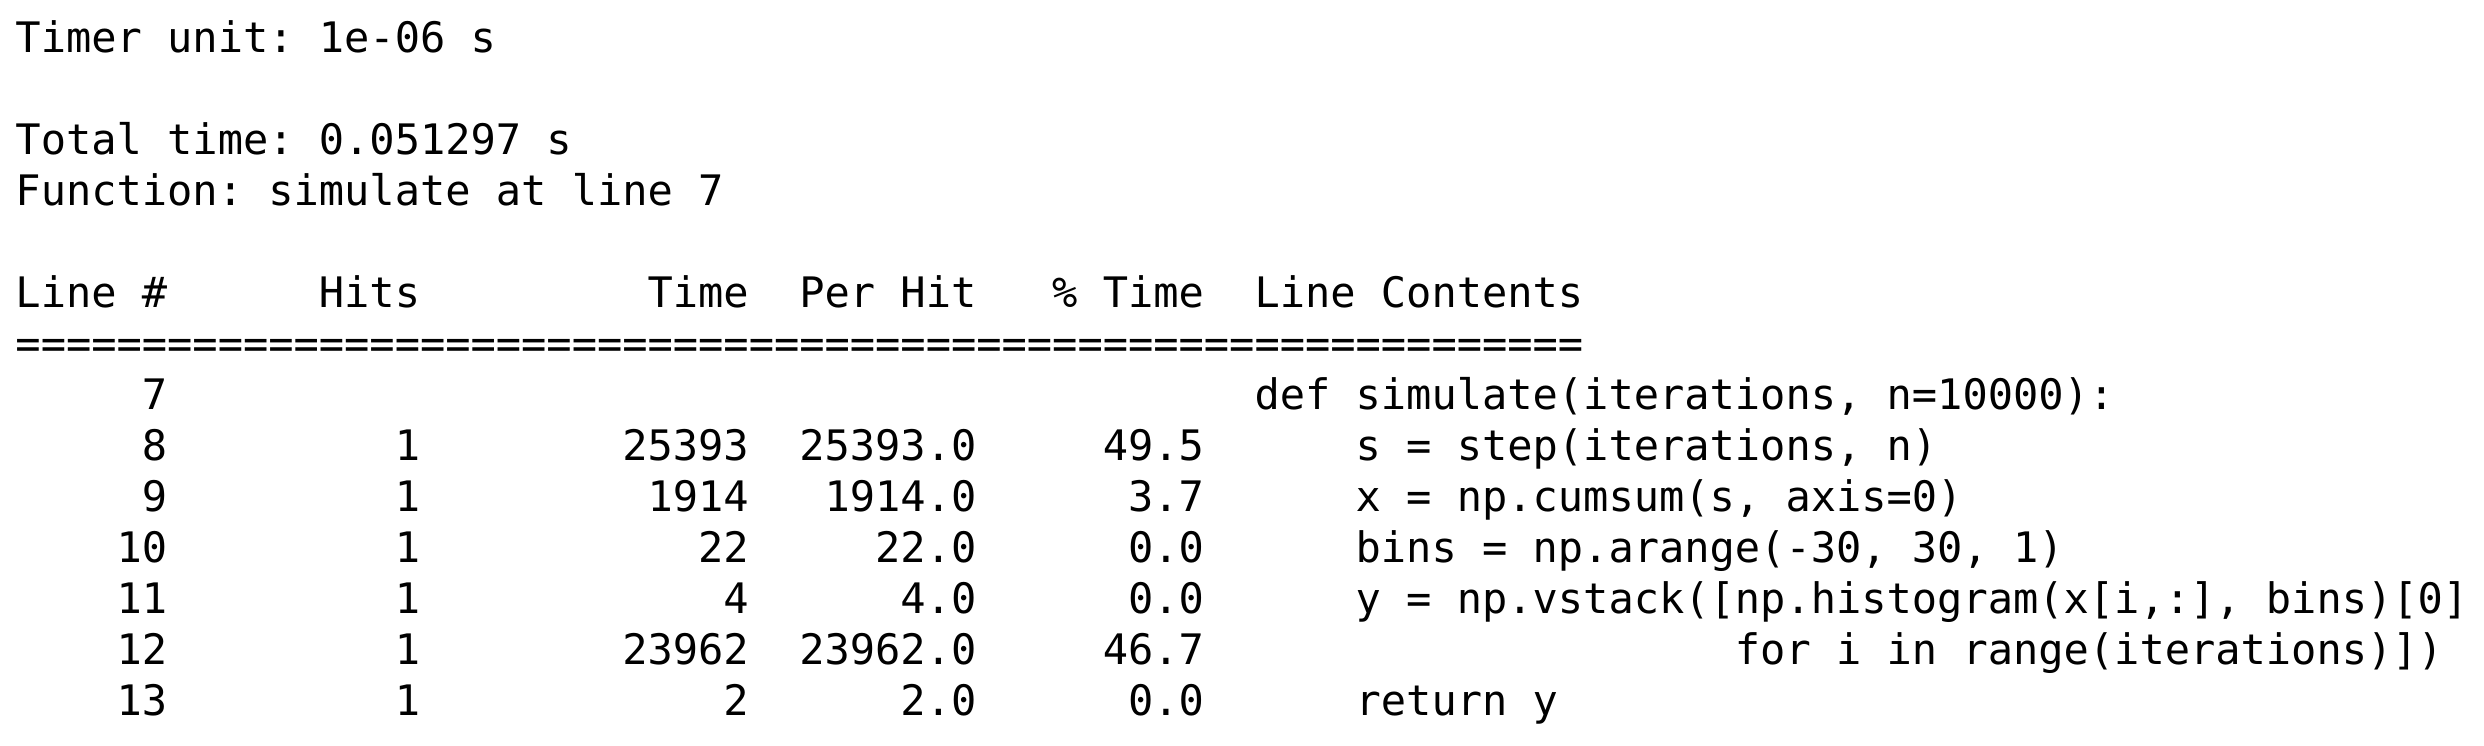 Timer unit: 1e-06 s

Total time: 0.051297 s
Function: simulate at line 7

Line #      Hits         Time  Per Hit   % Time  Line Contents
==============================================================
     7                                           def simulate(iterations, n=10000):
     8         1        25393  25393.0     49.5      s = step(iterations, n)
     9         1         1914   1914.0      3.7      x = np.cumsum(s, axis=0)
    10         1           22     22.0      0.0      bins = np.arange(-30, 30, 1)
    11         1            4      4.0      0.0      y = np.vstack([np.histogram(x[i,:], bins)[0]
    12         1        23962  23962.0     46.7                     for i in range(iterations)])
    13         1            2      2.0      0.0      return y